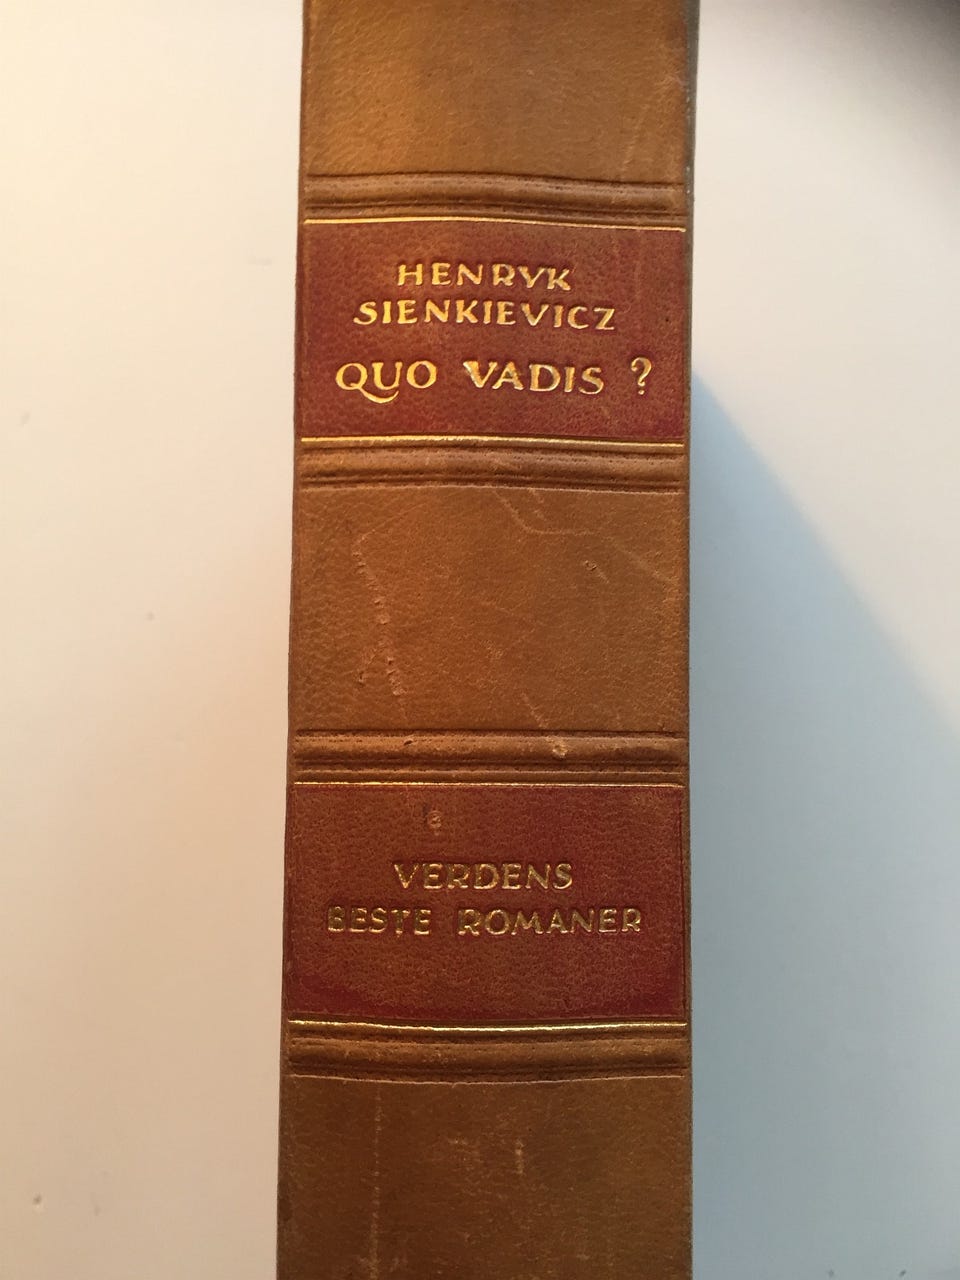 HENRYK
SIENKIEVICZ
QUO VADIS ?
VERDENS
BESTE ROMANER